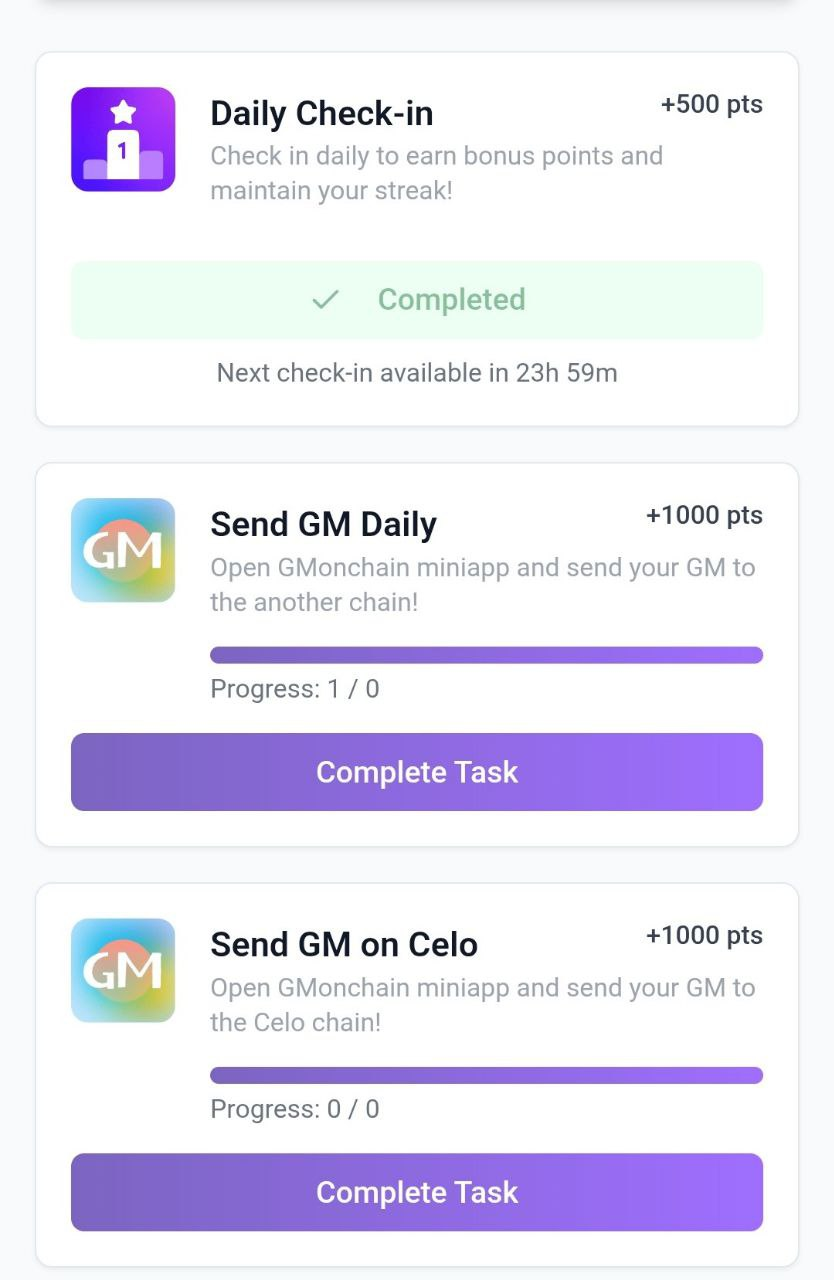 1
Daily Check-in
+500 pts
Check in daily to earn bonus points and
maintain your streak!
Completed
Next check-in available in 23h 59m
GM
Send GM Daily
+1000 pts
Open GMonchain miniapp and send your GM to
the another chain!
Progress: 1 / 0
Complete Task
GM
Send GM on Celo
+1000 pts
Open GMonchain miniapp and send your GM to
the Celo chain!
Progress: 0 / 0
Complete Task